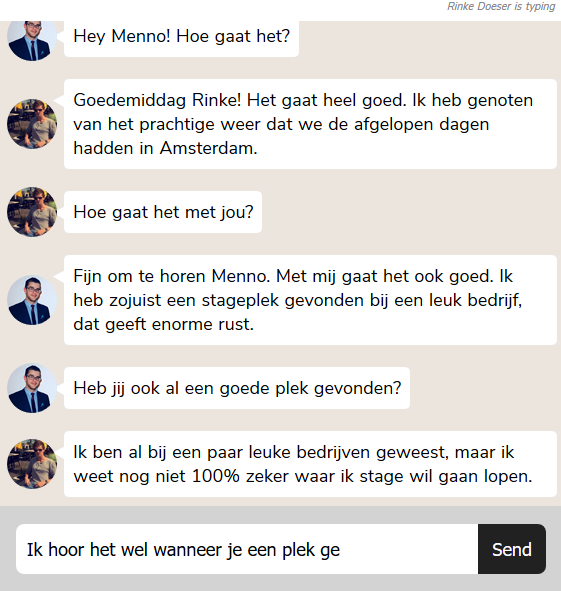 Rinke Doeser is typing
Hey Menno! Hoe gaat het?
Goedemiddag Rinke! Het gaat heel goed. Ik heb genoten
van het prachtige weer dat we de afgelopen dagen
hadden in Amsterdam.
Hoe gaat het met jou?
Fijn om te horen Menno. Met mij gaat het ook goed. Ik
heb zojuist een stageplek gevonden bij een leuk bedrijf,
dat geeft enorme rust.
Heb jij ook al een goede plek gevonden?
Ik ben al bij een paar leuke bedrijven geweest, maar ik
weet nog niet 100% zeker waar ik stage wil gaan lopen.
Ik hoor het wel wanneer je een plek ge
Send